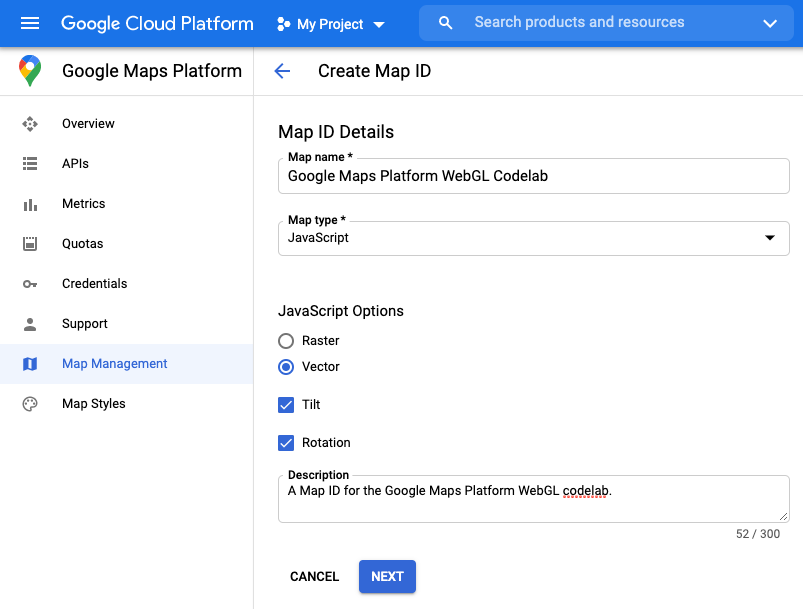 Google Cloud Platform
My Project
Search products and resources
Google Maps Platform
Create Map ID
Overview
APIs
Metrics
Quotas
Credentials
Support
Map Management
Map Styles
Map ID Details
Map name *
Google Maps Platform WebGL Codelab
Map type *
JavaScript
JavaScript Options
Raster
Vector
Tilt
Rotation
Description
A Map ID for the Google Maps Platform WebGL codelab.
52 / 300
CANCEL
NEXT